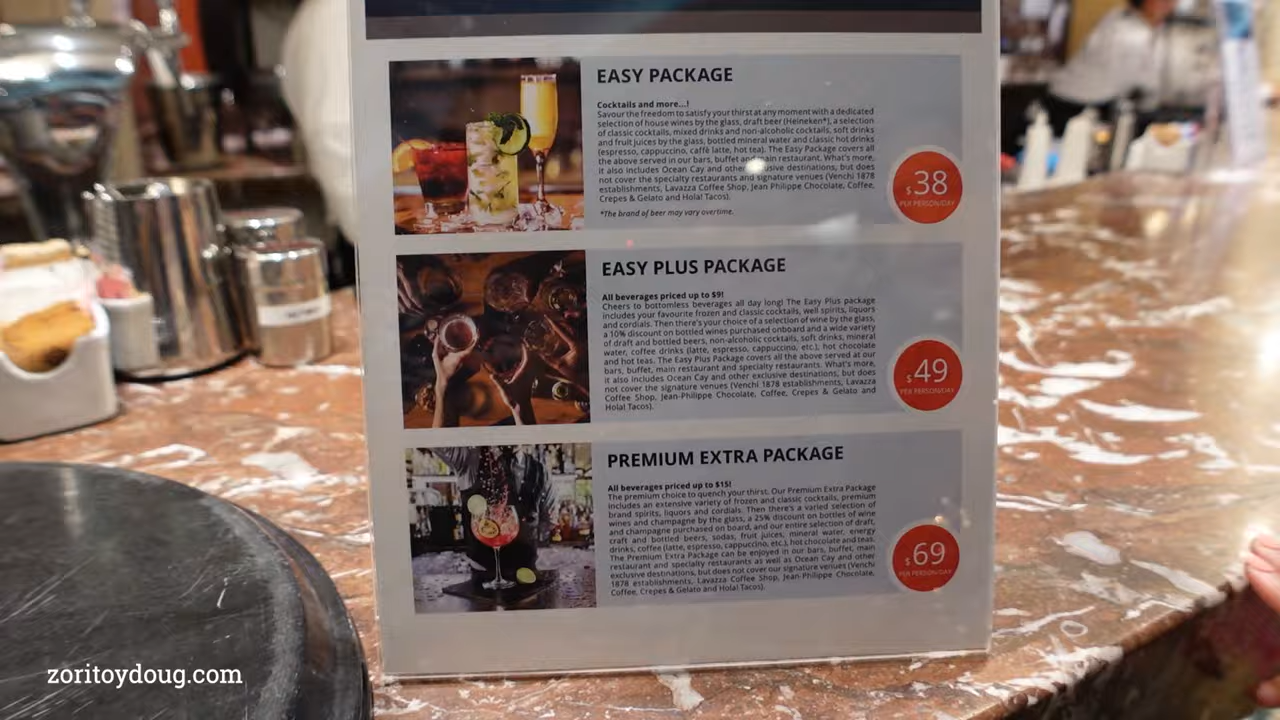 EASY PACKAGE
Cocktails and more...!
Savour the freedom to satisfy your thirst at any moment with a dedicated
selection of house wines by the glass, draft beer (Heineken*), a selection
of classic cocktails, mixed drinks and non-alcoholic cocktails, soft drinks
and fruit juices by the glass, bottled mineral water and classic hot drinks
(espresso, cappuccino, caffè latte, hot tea). The Easy Package covers all
the above served in our bars, buffet and main restaurant. What's more,
it also includes Ocean Cay and other exclusive destinations, but does
not cover the specialty restaurants and signature venues (Venchi 1878
establishments, Lavazza Coffee Shop, Jean Philippe Chocolate, Coffee,
Crepes & Gelato and Hola! Tacos).
*The brand of beer may vary overtime.
$38
PER PERSON/DAY
EASY PLUS PACKAGE
All beverages priced up to $9!
Cheers to bottomless beverages all day long! The Easy Plus package
includes your favourite frozen and classic cocktails, well spirits, liquors
and cordials. Then there's your choice of a selection of wine by the glass,
a 10% discount on bottled wines purchased onboard and a wide variety
of draft and bottled beers, non-alcoholic cocktails, soft drinks, mineral
water, coffee drinks (latte, espresso, cappuccino, etc.), hot chocolate
and hot teas. The Easy Plus Package covers all the above served at our
bars, buffet, main restaurant and specialty restaurants. What's more,
it also includes Ocean Cay and other exclusive destinations, but does
not cover the signature venues (Venchi 1878 establishments, Lavazza
Coffee Shop, Jean-Philippe Chocolate, Coffee, Crepes & Gelato and
Hola! Tacos).
$49
PER PERSON/DAY
PREMIUM EXTRA PACKAGE
All beverages priced up to $15!
The premium choice to quench your thirst. Our Premium Extra Package
includes an extensive variety of frozen and classic cocktails, premium
brand spirits, liquors and cordials. Then there's a varied selection of
wines and champagne by the glass, a 25% discount on bottles of wine
and champagne purchased on board, and our entire selection of draft,
craft and bottled beers, sodas, fruit juices, mineral water, energy
drinks, coffee (latte, espresso, cappuccino, etc.), hot chocolate and teas.
The Premium Extra Package can be enjoyed in our bars, buffet, main
restaurant and specialty restaurants as well as Ocean Cay and other
exclusive destinations, but does not cover our signature venues (Venchi
1878 establishments, Lavazza Coffee Shop, Jean-Philippe Chocolate,
Coffee, Crepes & Gelato and Hola! Tacos).
$69
PER PERSON/DAY
zoritoydoug.com